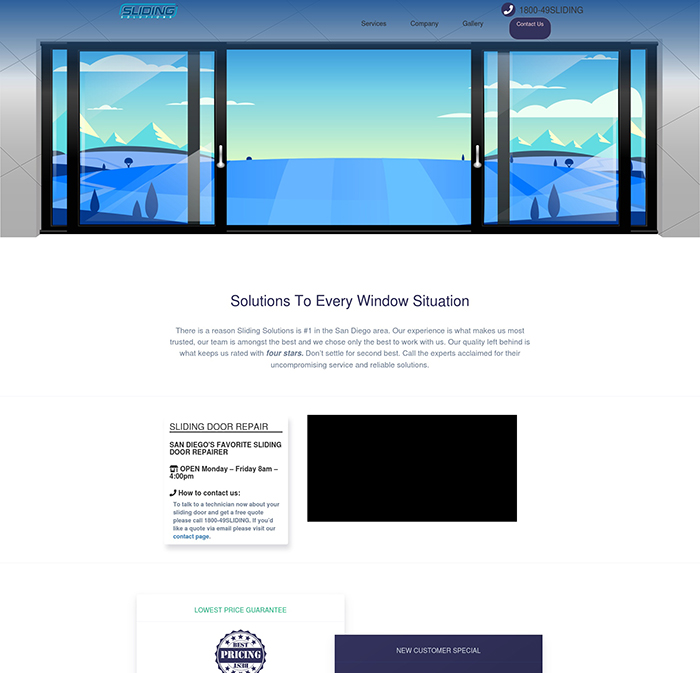 SLIDING
SOLUTIONS
1800-49SLIDING
Services
Company
Gallery
Contact Us
Solutions To Every Window Situation
There is a reason Sliding Solutions is #1 in the San Diego area. Our experience is what makes us most
trusted, our team is amongst the best and we chose only the best to work with us. Our quality left behind is
what keeps us rated with four stars. Don't settle for second best. Call the experts acclaimed for their
uncompromising service and reliable solutions.
SLIDING DOOR REPAIR
SAN DIEGO'S FAVORITE SLIDING
DOOR REPAIRER
OPEN Monday – Friday 8am –
4:00pm
How to contact us:
To talk to a technician now about your
sliding door and get a free quote
please call 1800-49SLIDING. If you'd
like a quote via email please visit our
contact page.
LOWEST PRICE GUARANTEE
BEST
PRICING
BEST
NEW CUSTOMER SPECIAL